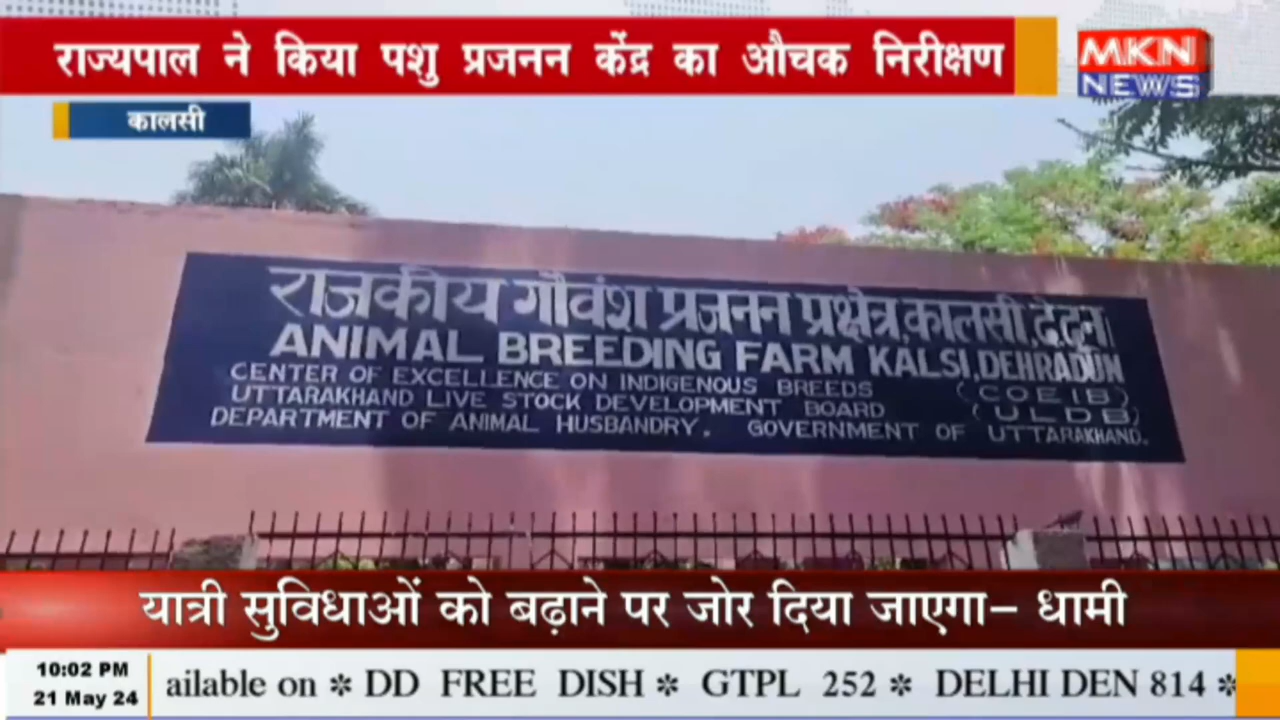 राज्यपाल ने किया पशु प्रजनन केंद्र का औचक निरीक्षण
MKN
NEWS
कालसी
राजकीय गौवंश प्रजनन प्रक्षेत्र,कालसी,दे.दून।
ANIMAL BREEDING FARM KALSI,DEHRADUN
CENTER OF EXCELLENCE ON INDIGENOUS BREEDS (COEIB)
UTTARAKHAND LIVE STOCK DEVELOPMENT BOARD (ULDB)
DEPARTMENT OF ANIMAL HUSBANDRY. GOVERNMENT OF UTTARAKHAND.
यात्री सुविधाओं को बढ़ाने पर जोर दिया जाएगा– धामी
10:02 PM
21 May 24
ailable on * DD FREE DISH * GTPL 252 * DELHI DEN 814 *